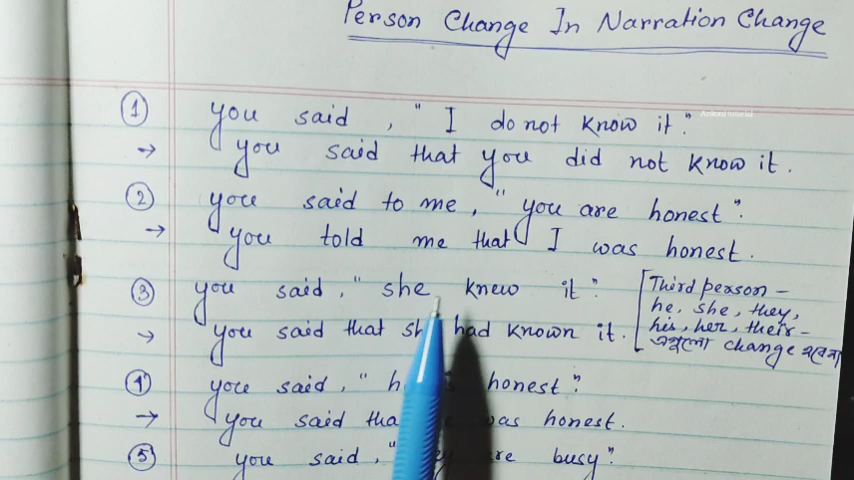 Person Change In Narration Change
① you said, "I do not know it".
→ you said that you did not know it.
② you said to me, "you are honest".
→ you told me that I was honest.
③ you said, "she knew it".
→ you said that sh had known it.
[Third person -
he, she, they,
his, her, their -
এগুলো change হবেনা
④ you said, "h honest".
→ you said tha was honest.
⑤ you said, " are busy".